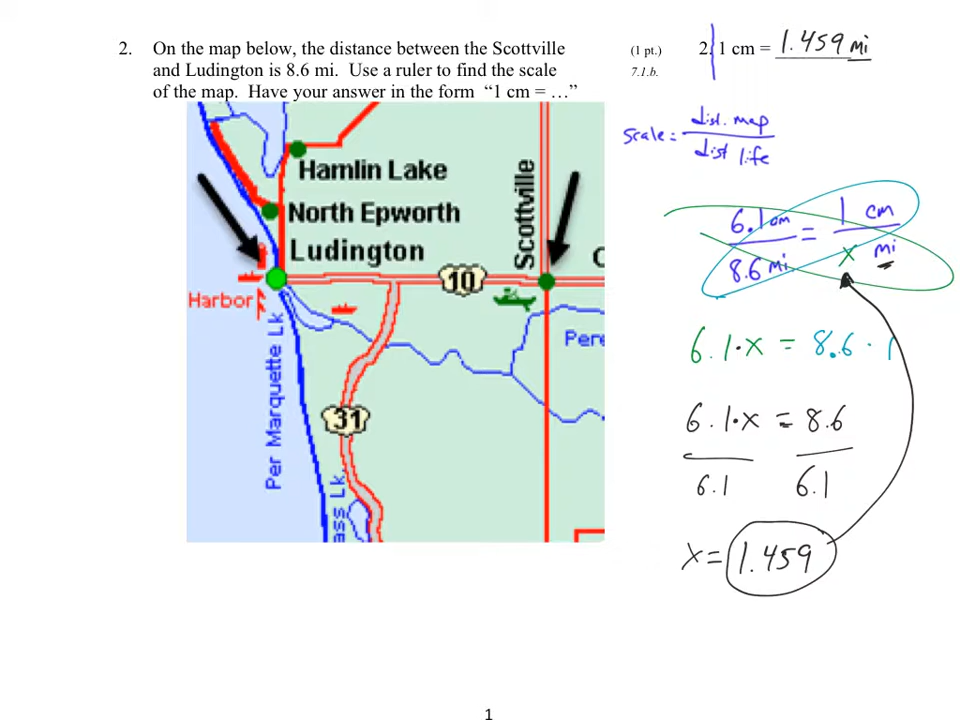 2. On the map below, the distance between the Scottville
and Ludington is 8.6 mi. Use a ruler to find the scale
of the map. Have your answer in the form "1 cm = …"
(1 pt.)
7.1.b.
2. 1 cm = 1.459 mi
Scale = dist. map
dist life
Hamlin Lake
North Epworth
Ludington
Scottville
C
10
Harbor
Pere
Per Marquette Lk
31
ass Lk.
6.1 cm = 1 cm
8.6 mi x mi
6.1 · x = 8.6 · 1
6.1 · x = 8.6
6.1 6.1
x = 1.459
1